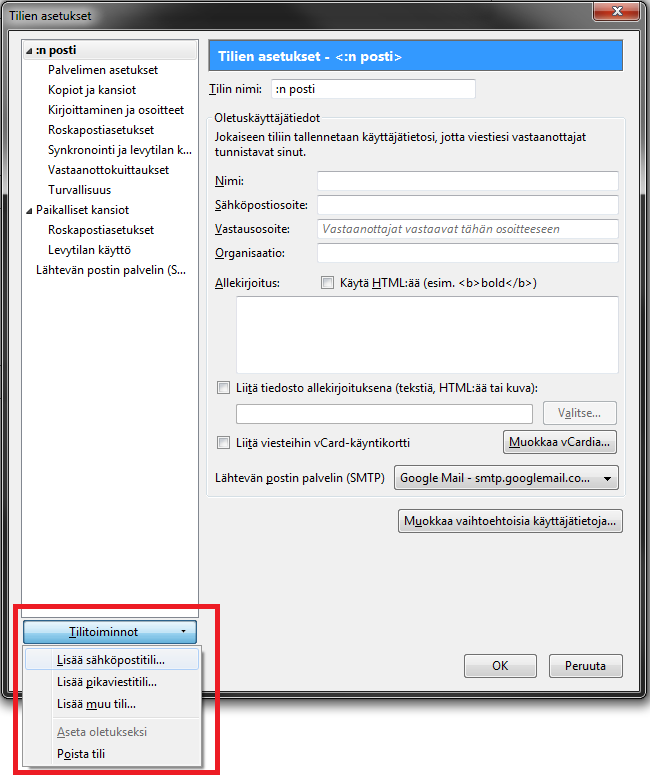 Tilien asetukset
:n posti
Palvelimen asetukset
Kopiot ja kansiot
Kirjoittaminen ja osoitteet
Roskapostiasetukset
Synkronointi ja levytilan k...
Vastaanottokuittaukset
Turvallisuus
Paikalliset kansiot
Roskapostiasetukset
Levytilan käyttö
Lähtevän postin palvelin (S...
Tilien asetukset - <:n posti>
Tilin nimi: :n posti
Oletuskäyttäjätiedot
Jokaiseen tiliin tallennetaan käyttäjätietosi, jotta viestiesi vastaanottajat
tunnistavat sinut.
Nimi:
Sähköpostiosoite:
Vastausosoite: Vastaanottajat vastaavat tähän osoitteeseen
Organisaatio:
Allekirjoitus: Käytä HTML:ää (esim. <b>bold</b>)
Liitä tiedosto allekirjoituksena (tekstiä, HTML:ää tai kuva):
Valitse...
Liitä viesteihin vCard-käyntikortti Muokkaa vCardia...
Lähtevän postin palvelin (SMTP) Google Mail - smtp.googlemail.co...
Muokkaa vaihtoehtoisia käyttäjätietoja...
Tilitoiminnot
Lisää sähköpostitili...
Lisää pikaviestitili...
Lisää muu tili...
Aseta oletukseksi
Poista tili
OK Peruuta